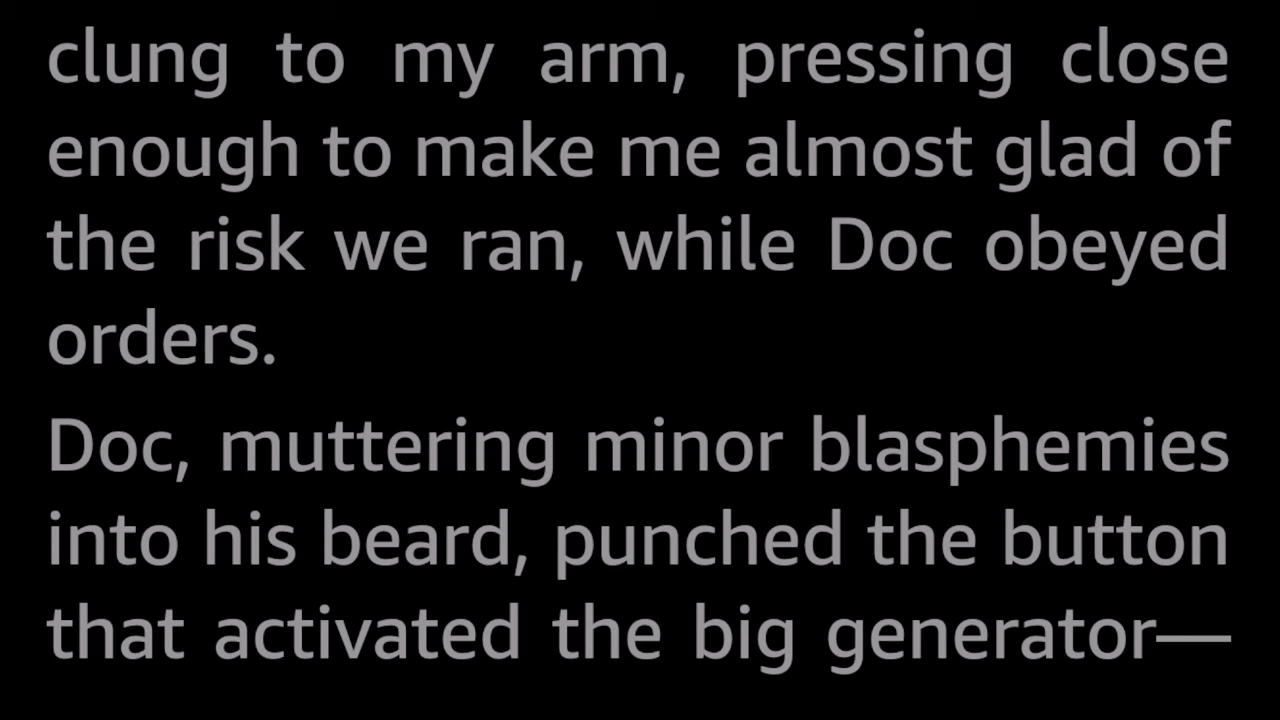 clung to my arm, pressing close
enough to make me almost glad of
the risk we ran, while Doc obeyed
orders.
Doc, muttering minor blasphemies
into his beard, punched the button
that activated the big generator—